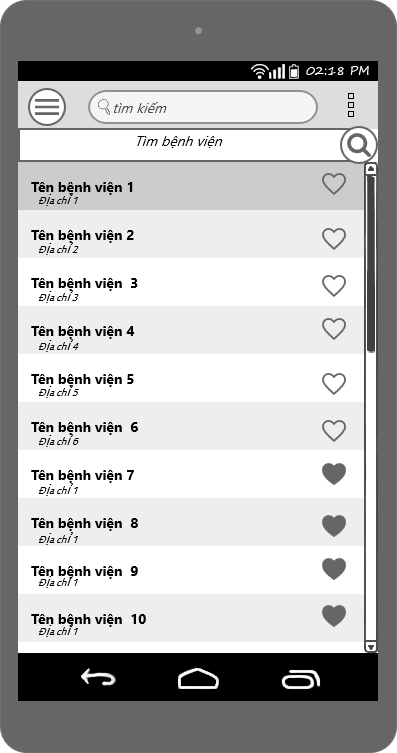 02:18 PM
tìm kiếm
Tìm bệnh viện
Tên bệnh viện 1
Địa chỉ 1
Tên bệnh viện 2
Địa chỉ 2
Tên bệnh viện 3
Địa chỉ 3
Tên bệnh viện 4
Địa chỉ 4
Tên bệnh viện 5
Địa chỉ 5
Tên bệnh viện 6
Địa chỉ 6
Tên bệnh viện 7
Địa chỉ 1
Tên bệnh viện 8
Địa chỉ 1
Tên bệnh viện 9
Địa chỉ 1
Tên bệnh viện 10
Địa chỉ 1